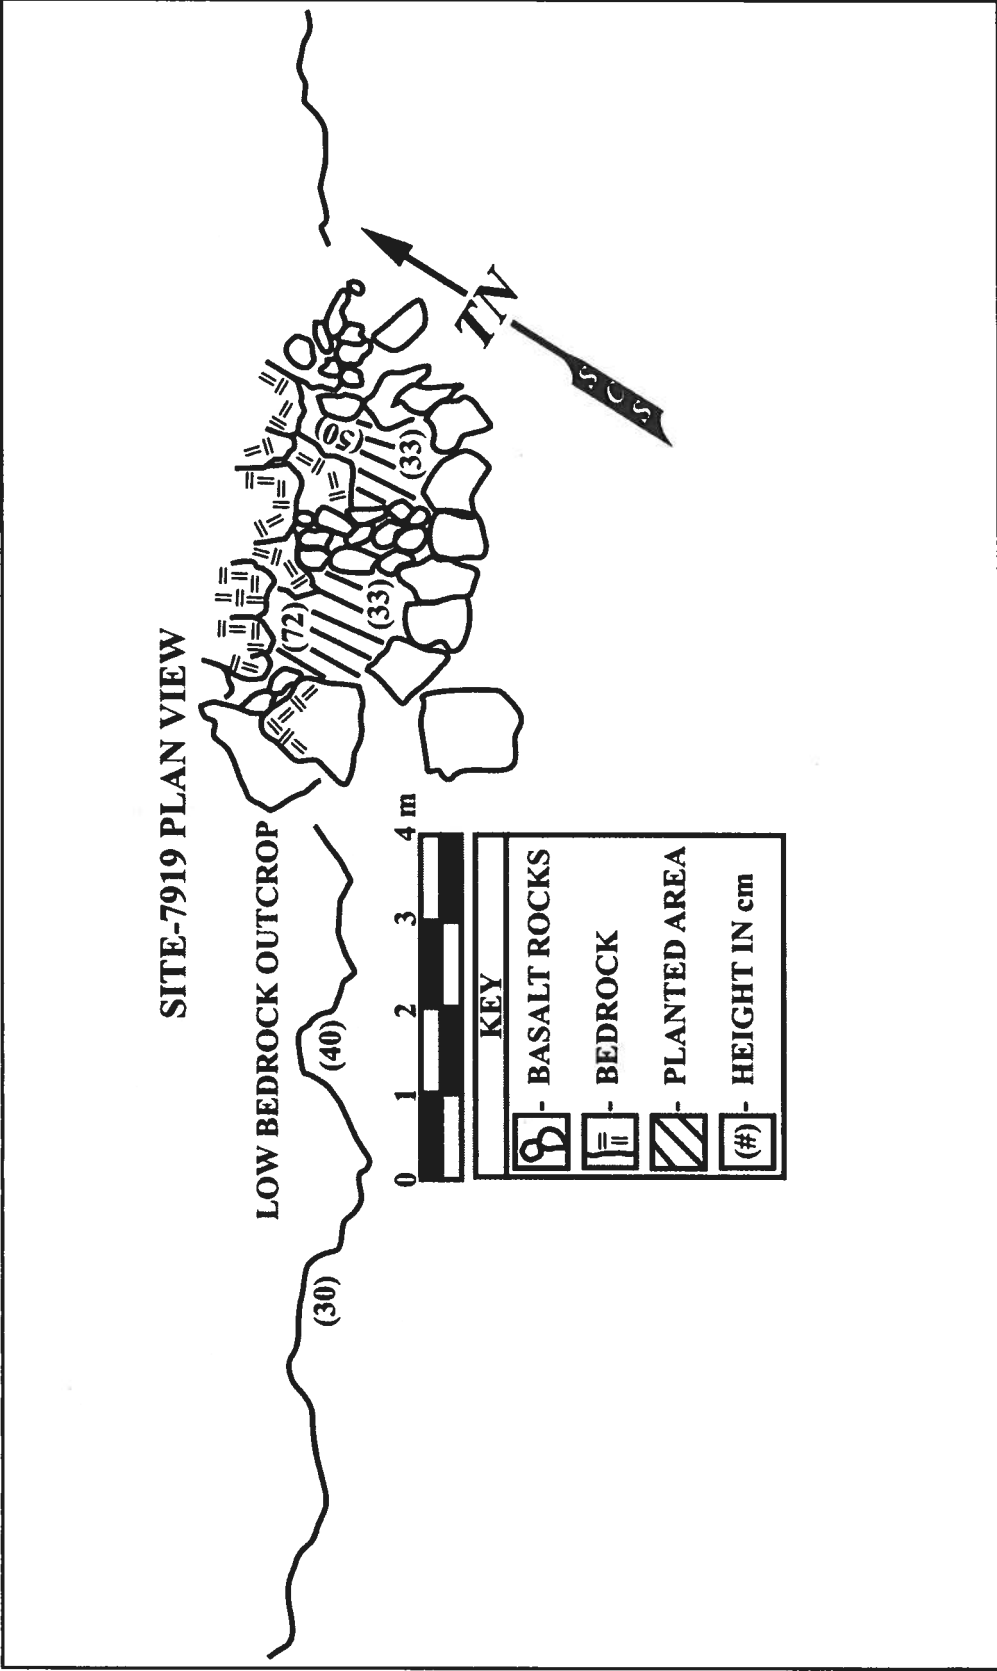 SITE-7919 PLAN VIEW
LOW BEDROCK OUTCROP
(30)
(40)
(72)
(33)
(50)
(33)
TN
SCS
0 1 2 3 4 m
KEY
- BASALT ROCKS
- BEDROCK
- PLANTED AREA
(#) - HEIGHT IN cm